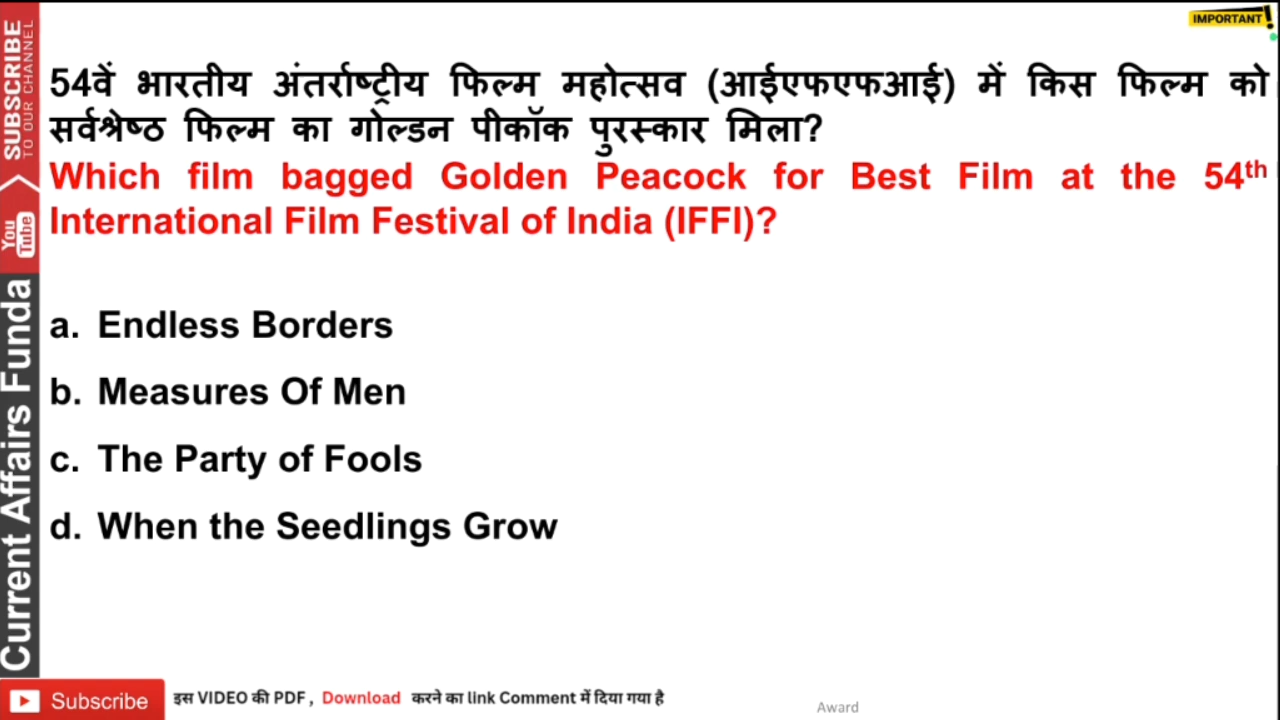 IMPORTANT!
54वें भारतीय अंतर्राष्ट्रीय फिल्म महोत्सव (आईएफएफआई) में किस फिल्म को
सर्वश्रेष्ठ फिल्म का गोल्डन पीकॉक पुरस्कार मिला?
Which film bagged Golden Peacock for Best Film at the 54th
International Film Festival of India (IFFI)?
a. Endless Borders
b. Measures Of Men
c. The Party of Fools
d. When the Seedlings Grow
SUBSCRIBE
TO OUR CHANNEL
You Tube
Current Affairs Funda
Subscribe
इस VIDEO की PDF , Download करने का link Comment में दिया गया है
Award